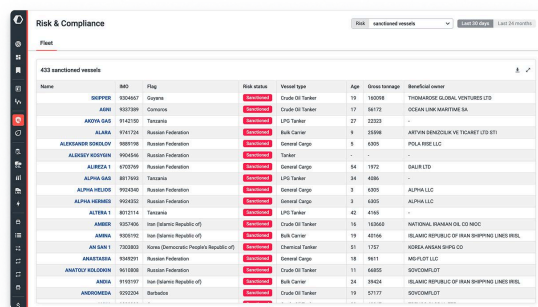 Risk & Compliance
Risk sanctioned vessels Last 30 days Last 24 months
Fleet
433 sanctioned vessels
Name IMO Flag Risk status Vessel type Age Gross tonnage Beneficial owner
SKIPPER 9304667 Guyana Sanctioned Crude Oil Tanker 19 160098 THOMAROSE GLOBAL VENTURES LTD
AGNI 9337389 Comoros Sanctioned Crude Oil Tanker 17 56172 OCEAN LINK MARITIME SA
AKOYA GAS 9142150 Tanzania Sanctioned LPG Tanker 27 22323 -
ALARA 9741724 Russian Federation Sanctioned Bulk Carrier 9 25598 ARTVIN DENIZCILIK VE TICARET LTD STI
ALEKSANDR SOKOLOV 9889198 Russian Federation Sanctioned General Cargo 5 6305 POLA RISE LLC
ALEKSEY KOSYGIN 9904546 Russian Federation Sanctioned Tanker - - -
ALIREZA 1 6703769 Russian Federation Sanctioned General Cargo 54 1972 SALIR LTD
ALPHA GAS 8817693 Tanzania Sanctioned LPG Tanker 34 4086 -
ALPHA HELIOS 9924340 Russian Federation Sanctioned General Cargo 3 6305 ALPHA LLC
ALPHA HERMES 9924352 Russian Federation Sanctioned General Cargo 3 6305 ALPHA LLC
ALTERA 1 8012114 Tanzania Sanctioned LPG Tanker 42 4165 -
AMBER 9357406 Iran (Islamic Republic of) Sanctioned Crude Oil Tanker 16 163660 NATIONAL IRANIAN OIL CO NIOC
AMINA 9305192 Iran (Islamic Republic of) Sanctioned Bulk Carrier 19 40166 ISLAMIC REPUBLIC OF IRAN SHIPPING LINES IRISL
AN SAN 1 7303803 Korea (Democratic People's Republic of) Sanctioned Chemical Tanker 51 1757 KOREA ANSAN SHPG CO
ANASTASIA 9349291 Russian Federation Sanctioned General Cargo 18 9611 MG-FLOT LLC
ANATOLY KOLODKIN 9610808 Russian Federation Sanctioned Crude Oil Tanker 11 66855 SOVCOMFLOT
ANDIA 9193197 Iran (Islamic Republic of) Sanctioned Bulk Carrier 24 39424 ISLAMIC REPUBLIC OF IRAN SHIPPING LINES IRISL
ANDROMEDA 9292204 Barbados Sanctioned Crude Oil Tanker 19 57177 SOVCOMFLOT